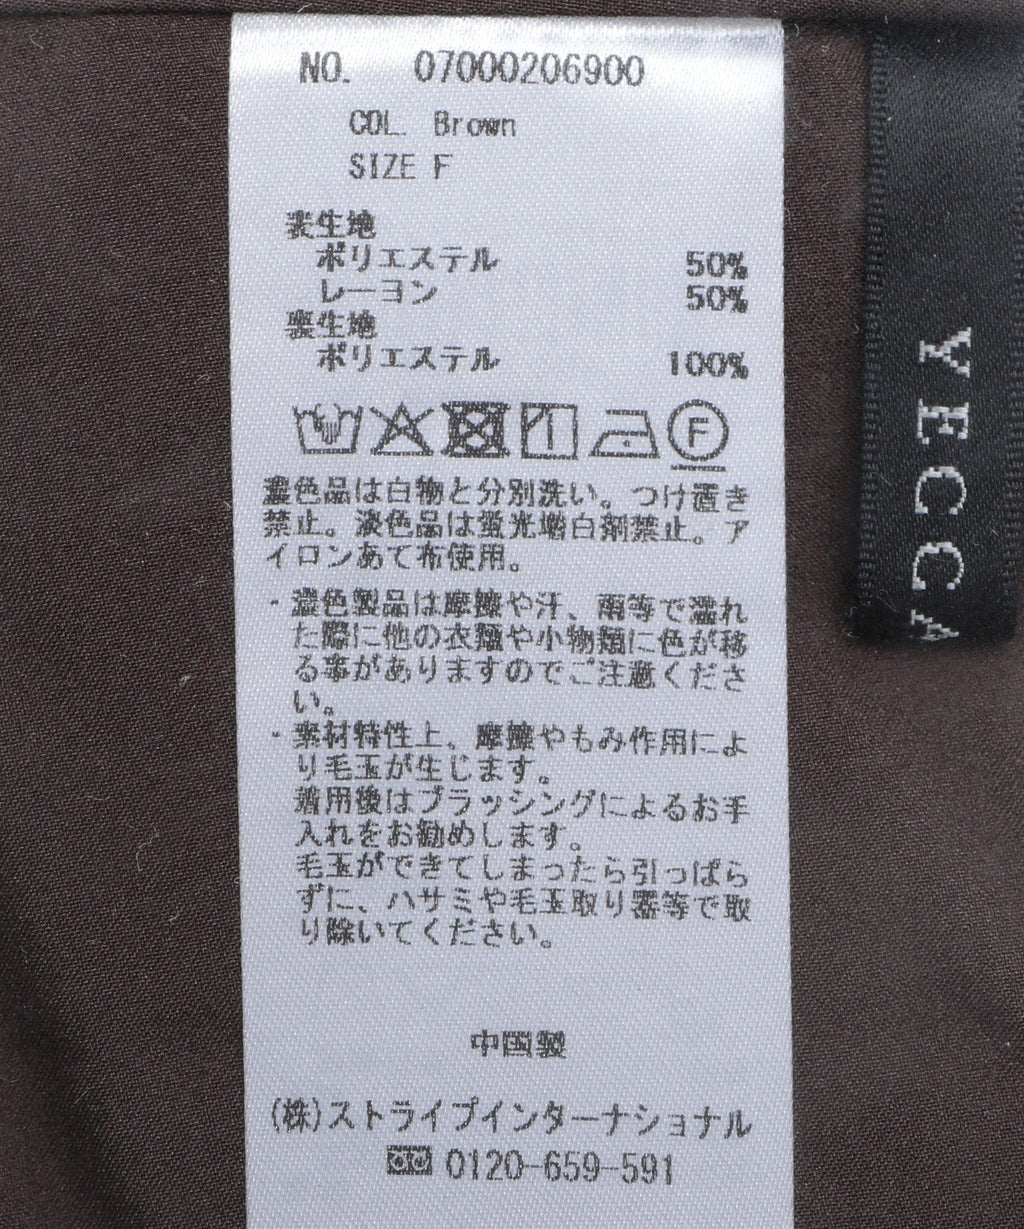 NO. 07000206900
COL. Brown
SIZE F
表生地
ポリエステル 50%
レーヨン 50%
裏生地
ポリエステル 100%
F
濃色品は白物と分別洗い。つけ置き
禁止。淡色品は蛍光増白剤禁止。ア
イロンあて布使用。
・濃色製品は摩擦や汗、雨等で濡れ
た際に他の衣類や小物類に色が移
る事がありますのでご注意くださ
い。
・素材特性上、摩擦やもみ作用によ
り毛玉が生じます。
着用後はブラッシングによるお手
入れをお勧めします。
毛玉ができてしまったら引っぱら
ずに、ハサミや毛玉取り器等で取
り除いてください。
中国製
(株)ストライプインターナショナル
0120-659-591
YECCA